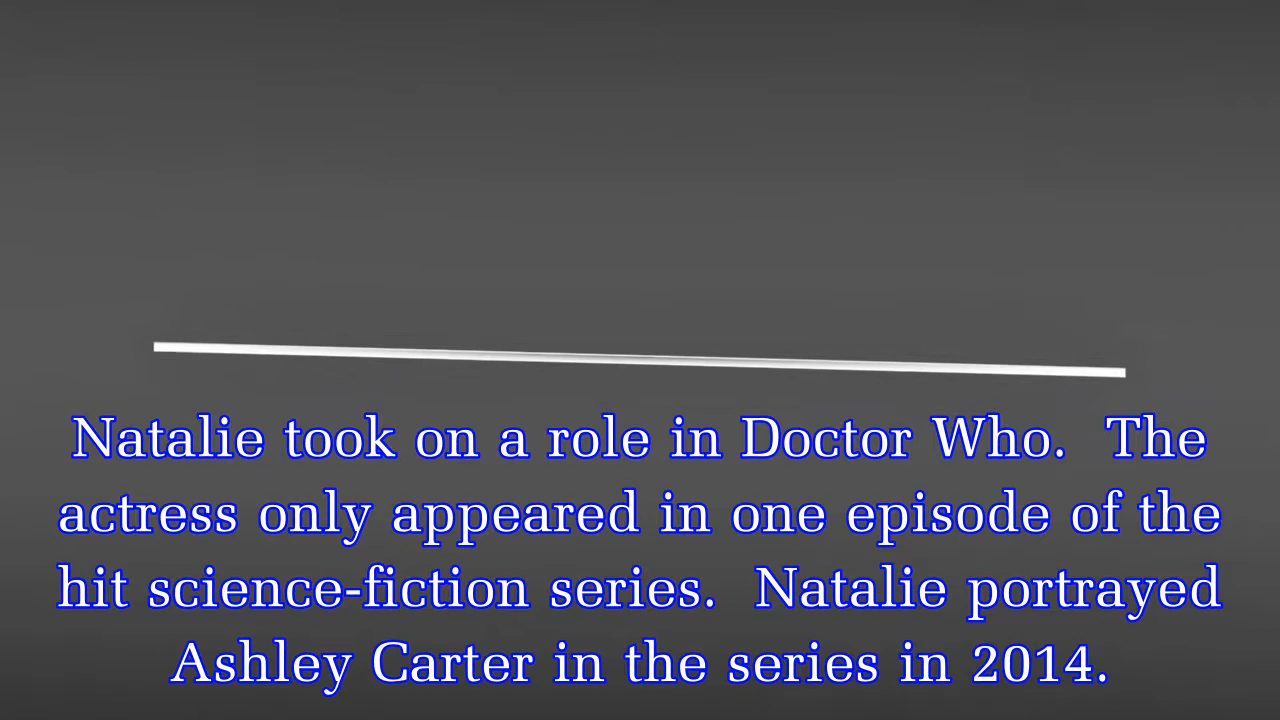 Natalie took on a role in Doctor Who.  The
actress only appeared in one episode of the
hit science-fiction series.  Natalie portrayed
Ashley Carter in the series in 2014.